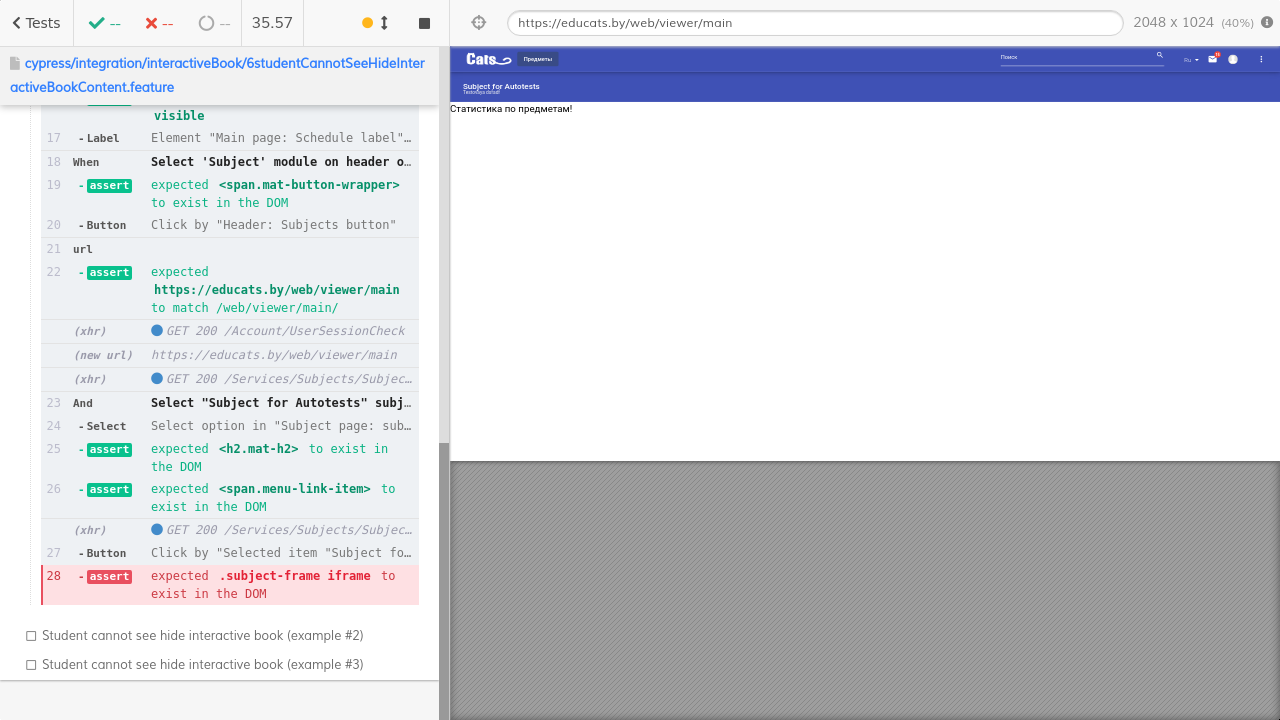 Tests
--
--
--
35.57
https://educats.by/web/viewer/main
2048 x 1024 (40%)
cypress/integration/interactiveBook/6studentCannotSeeHideInter
activeBookContent.feature
visible
17 - Label Element "Main page: Schedule label"…
18 When Select 'Subject' module on header o…
19 - assert expected <span.mat-button-wrapper>
to exist in the DOM
20 - Button Click by "Header: Subjects button"
21 url
22 - assert expected
https://educats.by/web/viewer/main
to match /web/viewer/main/
(xhr) GET 200 /Account/UserSessionCheck
(new url) https://educats.by/web/viewer/main
(xhr) GET 200 /Services/Subjects/Subjec…
23 And Select "Subject for Autotests" subj…
24 - Select Select option in "Subject page: sub…
25 - assert expected <h2.mat-h2> to exist in
the DOM
26 - assert expected <span.menu-link-item> to
exist in the DOM
(xhr) GET 200 /Services/Subjects/Subjec…
27 - Button Click by "Selected item "Subject fo…
28 - assert expected .subject-frame iframe to
exist in the DOM
Student cannot see hide interactive book (example #2)
Student cannot see hide interactive book (example #3)
Cats
Предметы
Поиск
Ru
Subject for Autotests
Статистика по предметам!